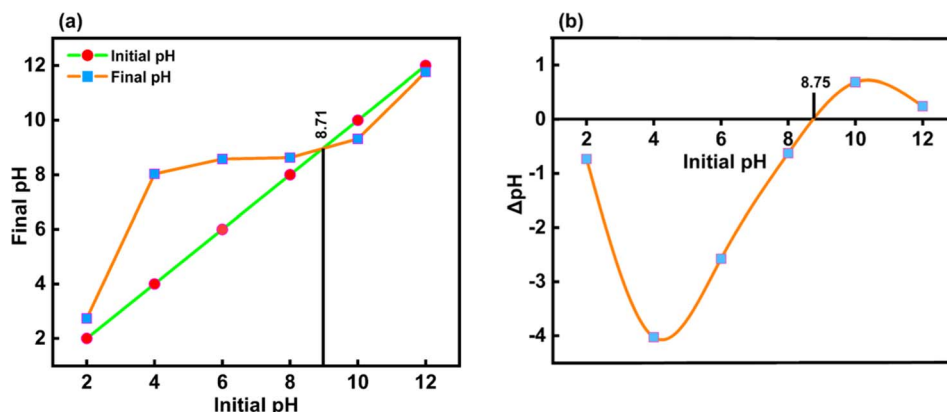 (a)
Initial pH
Final pH
8.71
Final pH
12
10
8
6
4
2
2 4 6 8 10 12
Initial pH
(b)
8.75
ΔpH
1
0
-1
-2
-3
-4
2 4 6 8 10 12
Initial pH